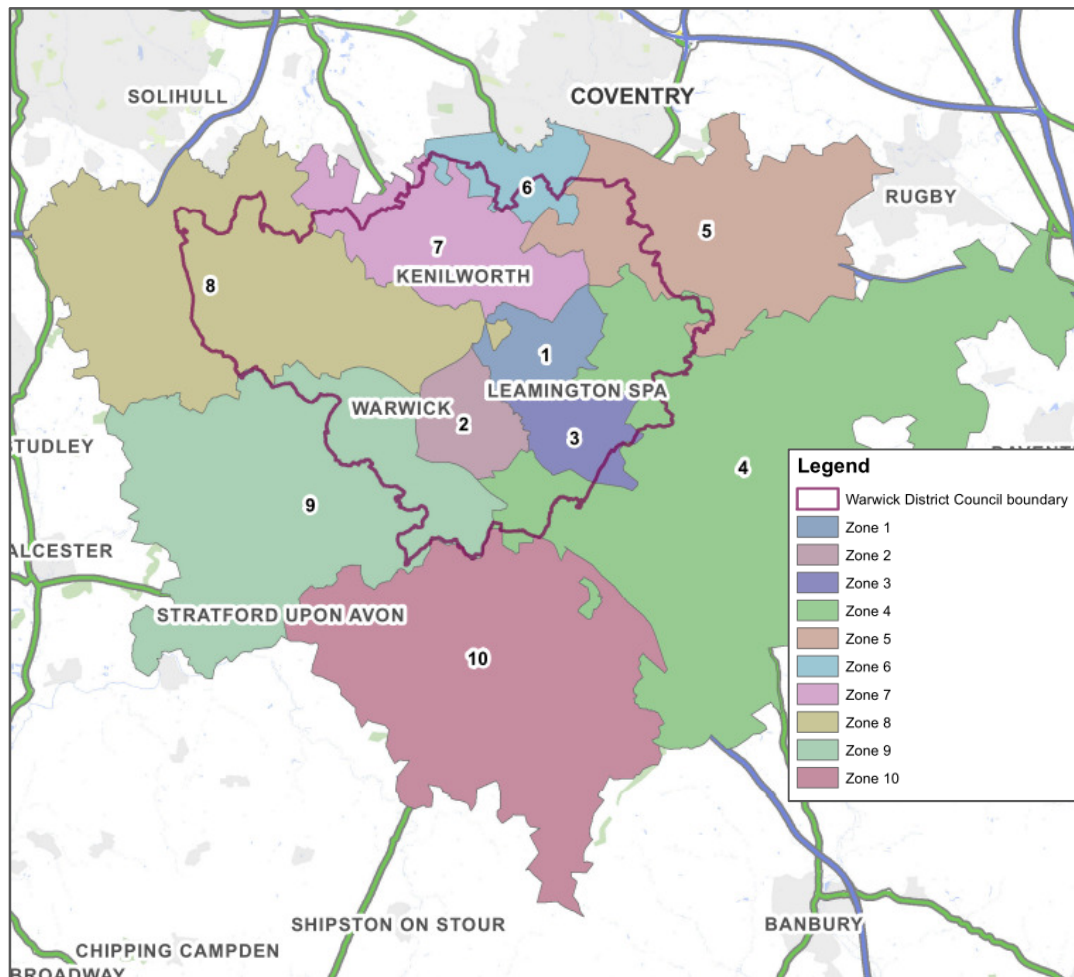 SOLIHULL
COVENTRY
RUGBY
6
5
7
KENILWORTH
8
1
LEAMINGTON SPA
WARWICK
2
3
TUDLEY
4
9
ALCESTER
STRATFORD UPON AVON
10
SHIPSTON ON STOUR
BANBURY
CHIPPING CAMPDEN
BROADWAY
Legend
Warwick District Council boundary
Zone 1
Zone 2
Zone 3
Zone 4
Zone 5
Zone 6
Zone 7
Zone 8
Zone 9
Zone 10